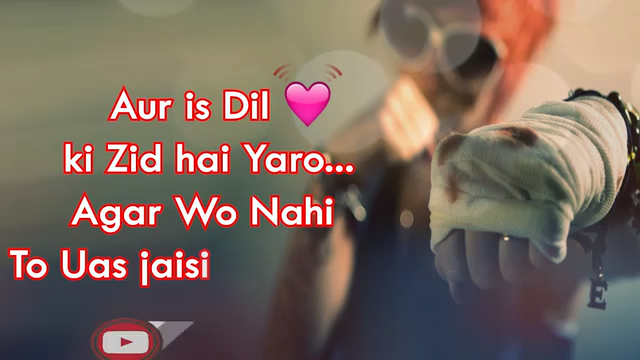 Aur is Dil 💓
ki Zid hai Yaro...
Agar Wo Nahi
To Uas jaisi
E